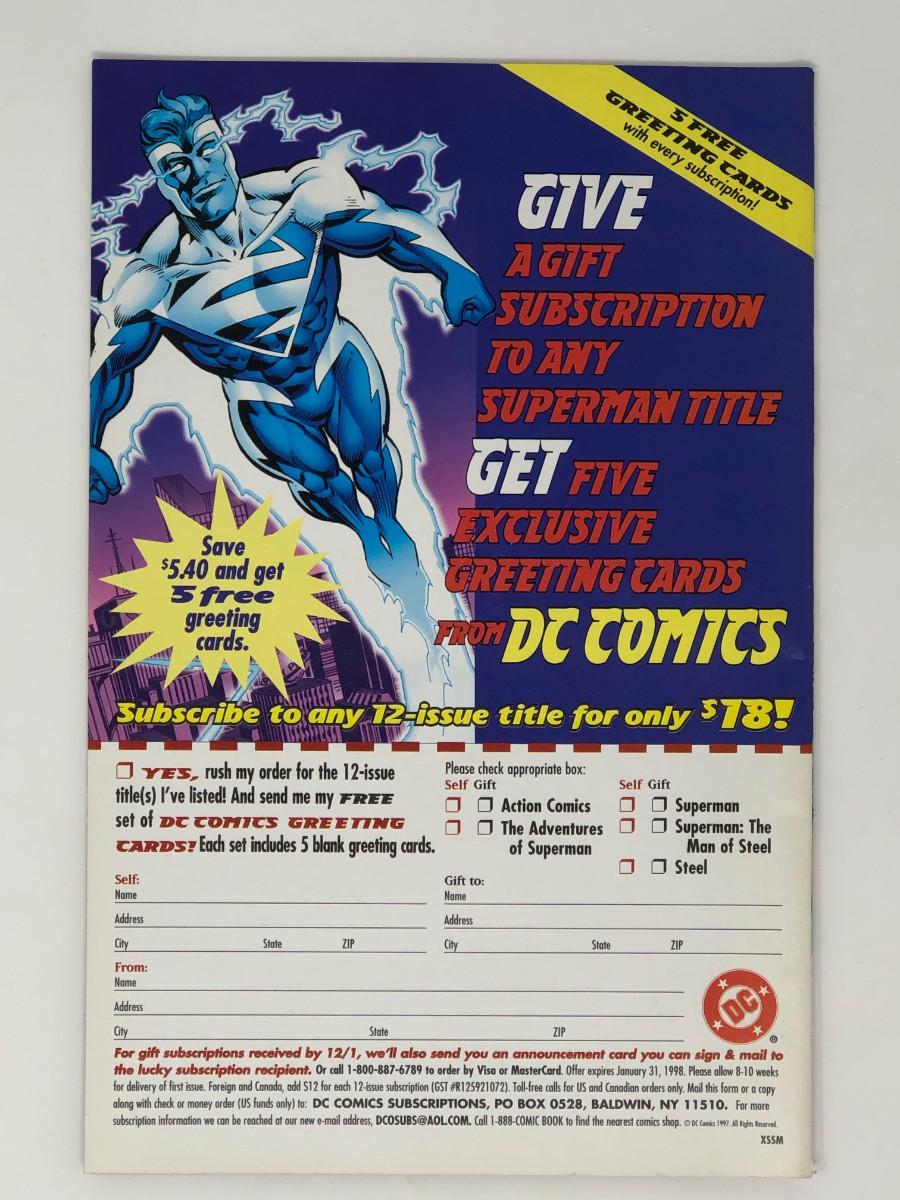 5 FREE
GREETING CARDS
with every subscription!
GIVE
A GIFT
SUBSCRIPTION
TO ANY
SUPERMAN TITLE
GET FIVE
EXCLUSIVE
GREETING CARDS
FROM DC COMICS
Save
$5.40 and get
5 free
greeting
cards.
Subscribe to any 12-issue title for only $18!
YES, rush my order for the 12-issue
title(s) I've listed! And send me my FREE
set of DC COMICS GREETING
CARDS! Each set includes 5 blank greeting cards.
Please check appropriate box:
Self Gift
Action Comics
The Adventures
of Superman
Self Gift
Superman
Superman: The
Man of Steel
Steel
Self:
Name
Address
City State ZIP
Gift to:
Name
Address
City State ZIP
From:
Name
Address
City State ZIP
DC
®
For gift subscriptions received by 12/1, we'll also send you an announcement card you can sign & mail to
the lucky subscription recipient. Or call 1-800-887-6789 to order by Visa or MasterCard. Offer expires January 31, 1998. Please allow 8-10 weeks
for delivery of first issue. Foreign and Canada, add $12 for each 12-issue subscription (GST #R125921072). Toll-free calls for US and Canadian orders only. Mail this form or a copy
along with check or money order (US funds only) to: DC COMICS SUBSCRIPTIONS, PO BOX 0528, BALDWIN, NY 11510. For more
subscription information we can be reached at our new e-mail address, DCOSUBS@AOL.COM. Call 1-888-COMIC BOOK to find the nearest comics shop. © DC Comics 1997. All Rights Reserved.
XSSM